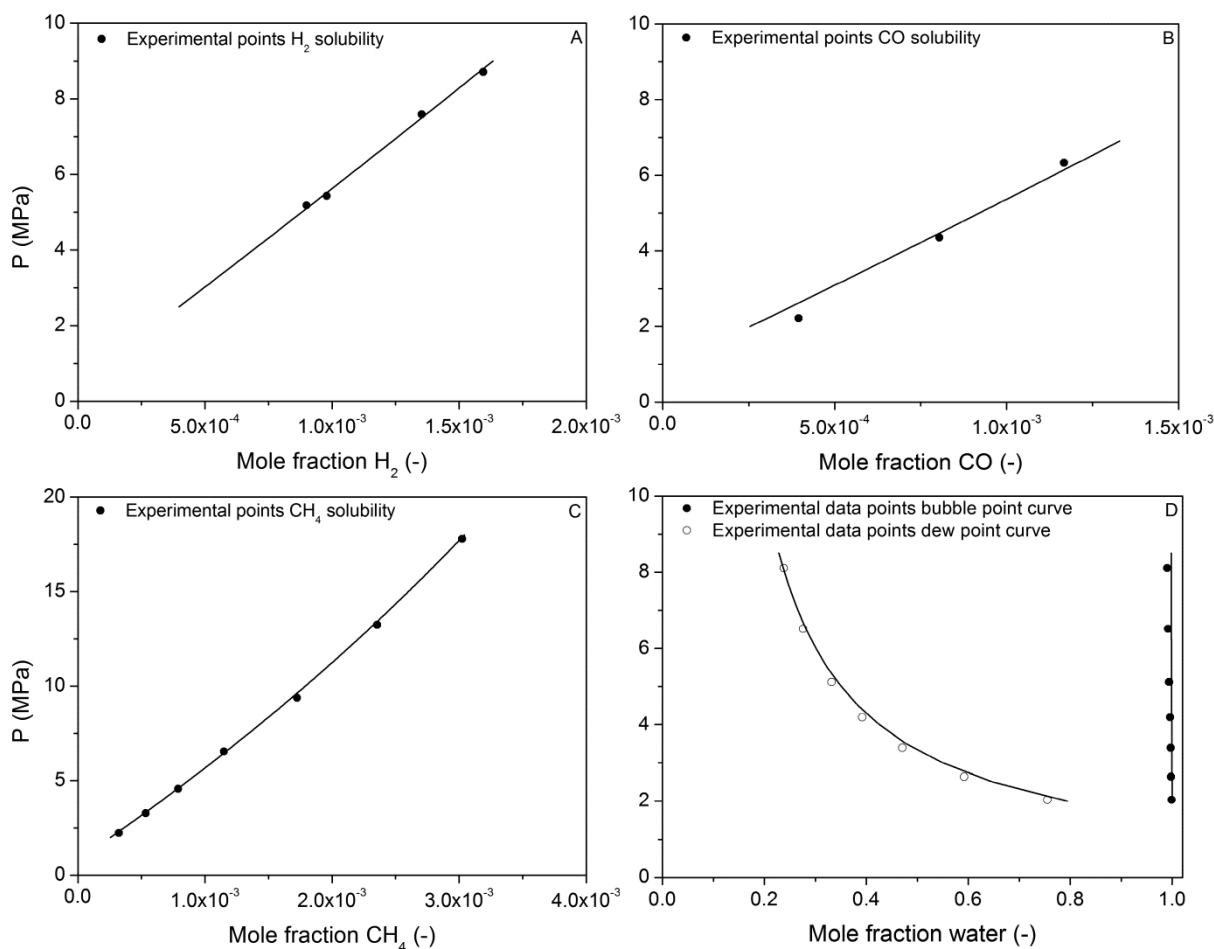 Experimental points H₂ solubility
A
10
8
6
4
2
0
P (MPa)
0.0
5.0x10⁻⁴
1.0x10⁻³
1.5x10⁻³
2.0x10⁻³
Mole fraction H₂ (-)
Experimental points CO solubility
B
10
8
6
4
2
0
0.0
5.0x10⁻⁴
1.0x10⁻³
1.5x10⁻³
Mole fraction CO (-)
Experimental points CH₄ solubility
C
20
15
10
5
0
P (MPa)
0.0
1.0x10⁻³
2.0x10⁻³
3.0x10⁻³
4.0x10⁻³
Mole fraction CH₄ (-)
Experimental data points bubble point curve
D
Experimental data points dew point curve
10
8
6
4
2
0
0.0
0.2
0.4
0.6
0.8
1.0
Mole fraction water (-)